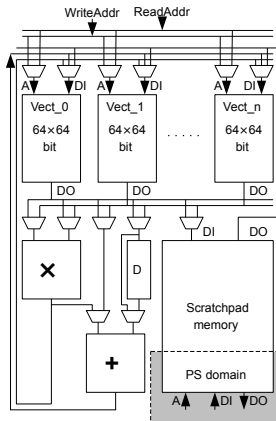 WriteAddr ReadAddr
A DI A DI A DI
Vect_0 Vect_1 Vect_n
64×64 64×64 . . . . . 64×64
bit bit bit
DO DO DO
DI DO
× D
Scratchpad
memory
+
PS domain
A DI DO